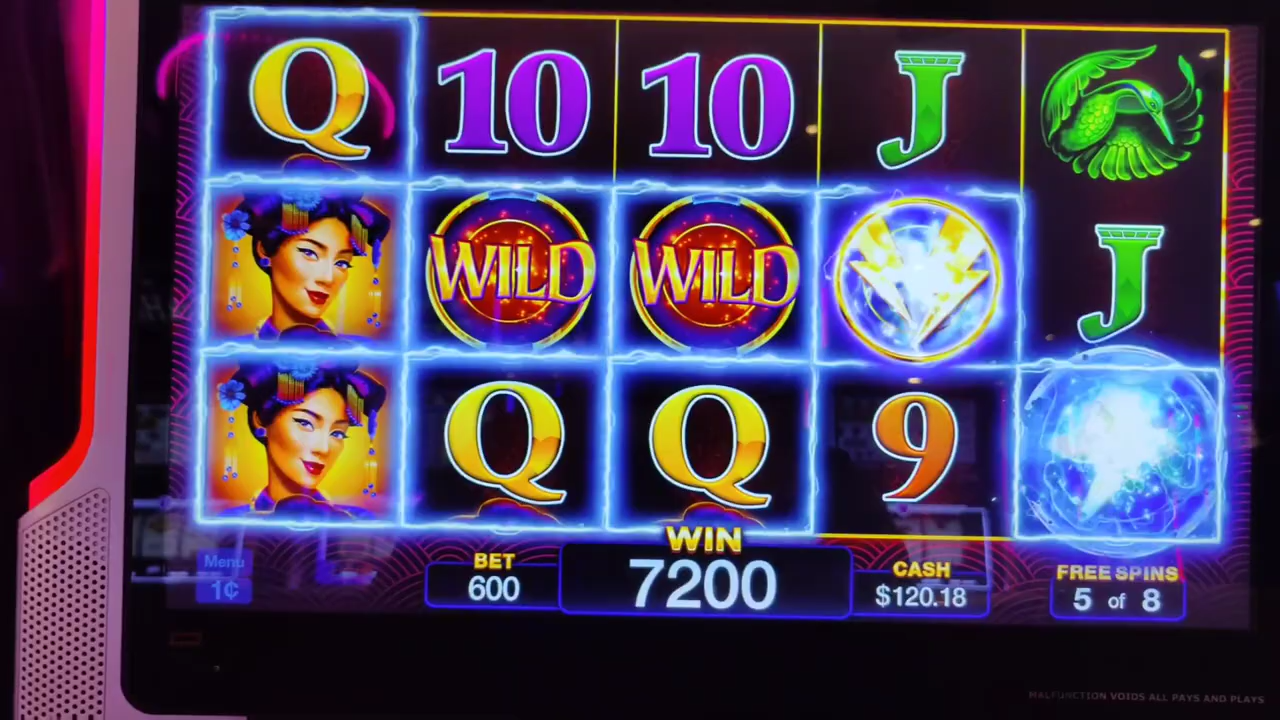 Q 10 10 J
WILD WILD J
Q Q 9
WIN
7200
BET
600
CASH
$120.18
FREE SPINS
5 of 8
Menu
1¢
MALFUNCTION VOIDS ALL PAYS AND PLAYS